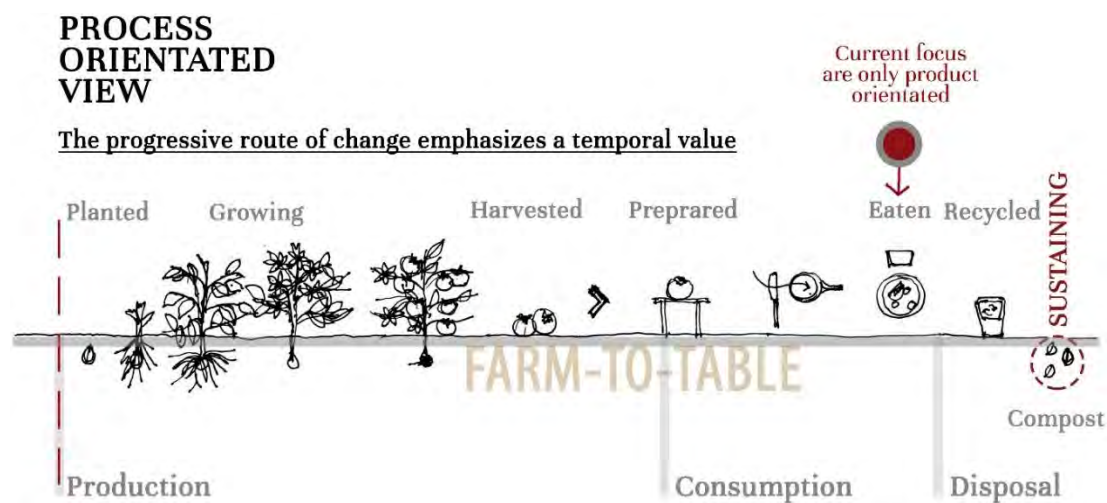 PROCESS
ORIENTATED
VIEW
Current focus
are only product
orientated
The progressive route of change emphasizes a temporal value
Planted
Growing
Harvested
Preprared
Eaten
Recycled
SUSTAINING
FARM-TO-TABLE
Compost
Production
Consumption
Disposal